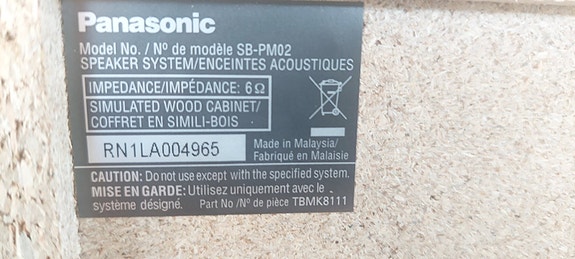 Panasonic
Model No. / Nº de modèle SB-PM02
SPEAKER SYSTEM/ENCEINTES ACOUSTIQUES
IMPEDANCE/IMPÉDANCE: 6Ω
SIMULATED WOOD CABINET/
COFFRET EN SIMILI-BOIS
RN1LA004965
Made in Malaysia/
Fabriqué en Malaisie
CAUTION: Do not use except with the specified system.
MISE EN GARDE: Utilisez uniquement avec le
système désigné. Part No /Nº de pièce TBMK8111